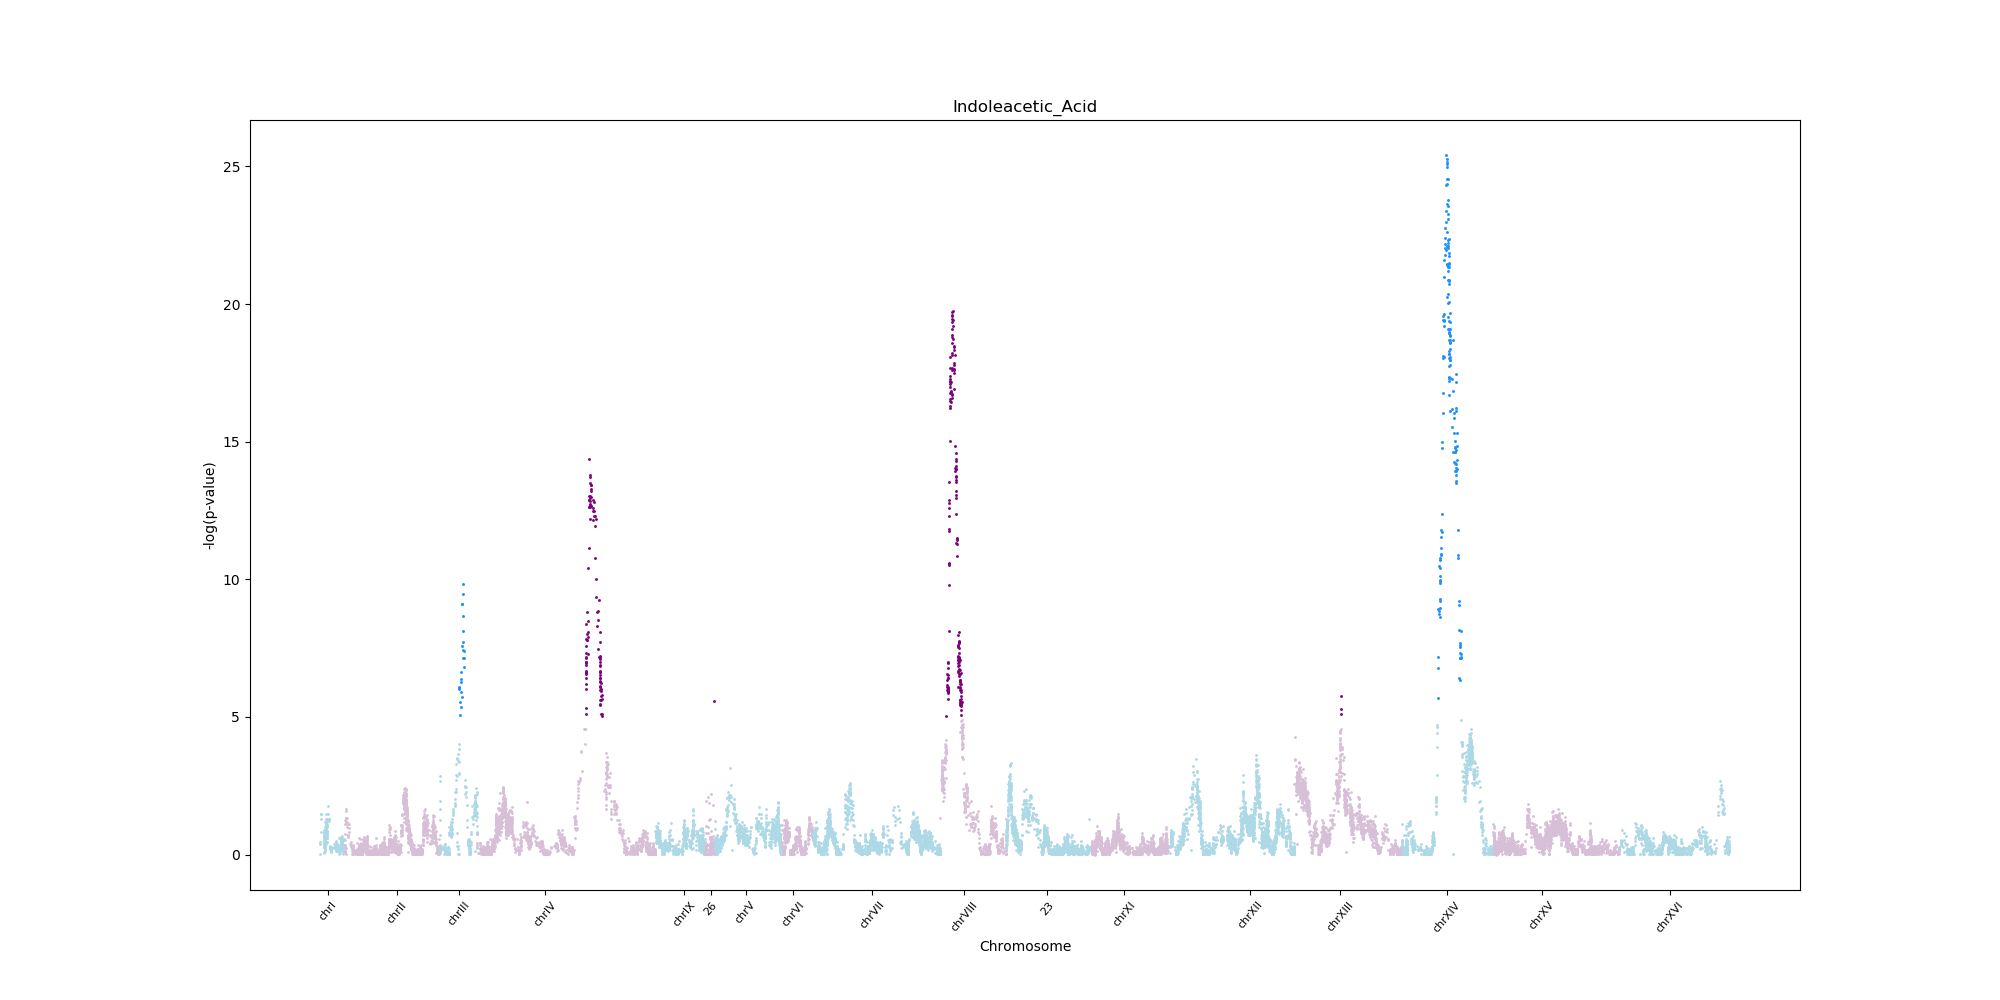 Indoleacetic_Acid
25
20
15
10
5
0
-log(p-value)
chrI
chrII
chrIII
chrIV
chrIX
26
chrV
chrVI
chrVII
chrVIII
23
chrXI
chrXII
chrXIII
chrXIV
chrXV
chrXVI
Chromosome